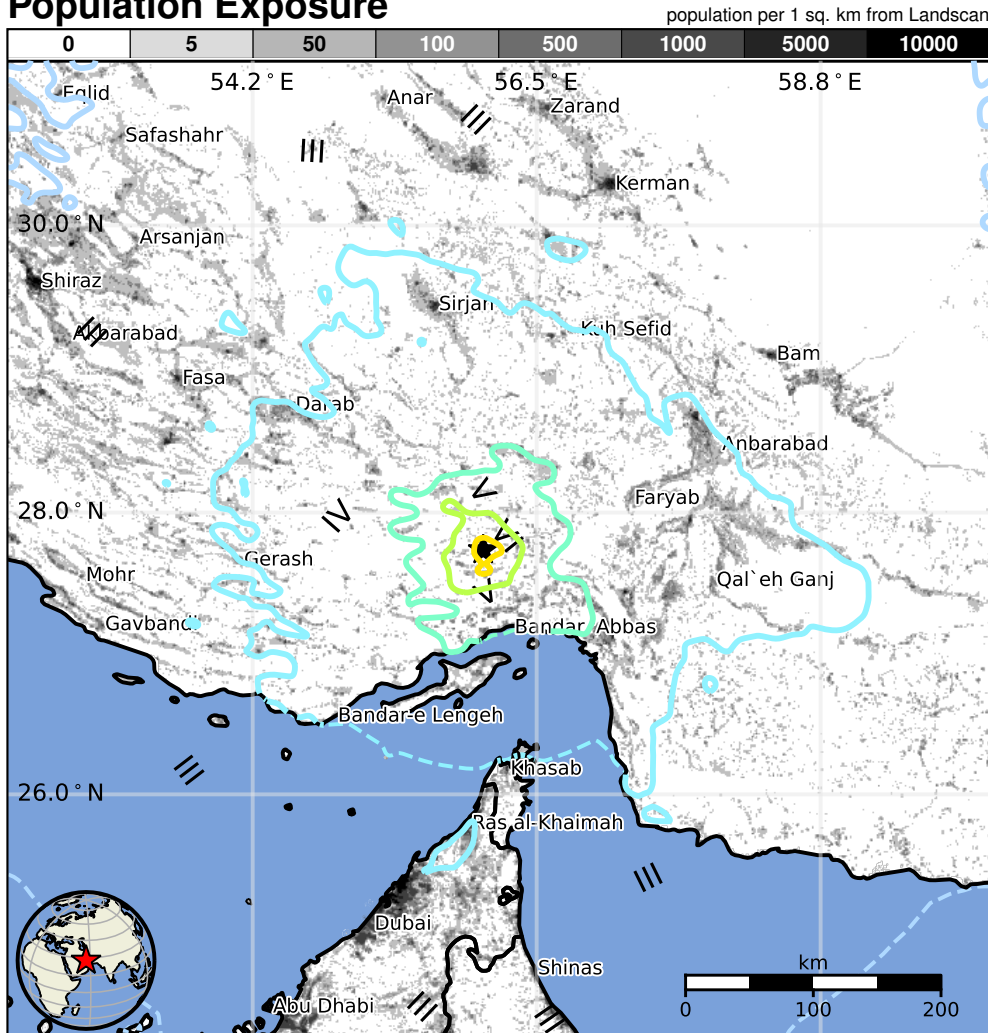 Population Exposure
population per 1 sq. km from Landscan
0 5 50 100 500 1000 5000 10000
54.2°E 56.5°E 58.8°E
Eqlid
Anar
Zarand
III
Safashahr
III
Kerman
30.0°N
Arsanjan
Shiraz
Sirjan
Akbarabad
III
Kuh Sefid
Bam
Fasa
Darab
Anbarabad
V
Faryab
28.0°N
IV
Gerash
Mohr
Qal`eh Ganj
V
Gavbandi
Bandar Abbas
Bandar-e Lengeh
III
Khasab
26.0°N
Ras al-Khaimah
III
Dubai
km
Shinas
0 100 200
Abu Dhabi
III
III